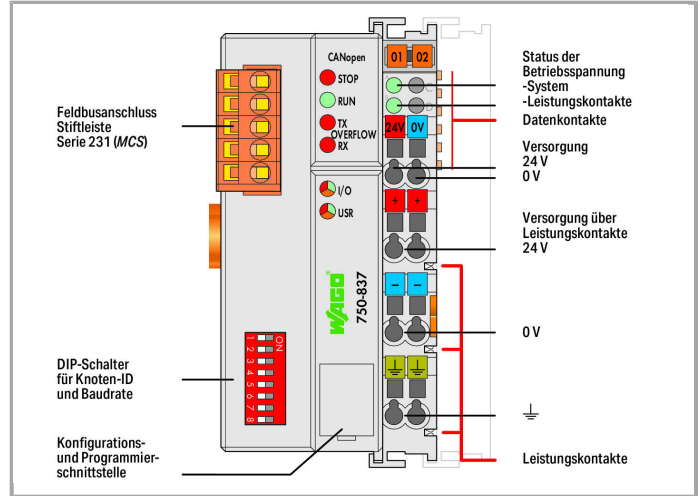 Feldbusanschluss
Stiftleiste
Serie 231 (MCS)
DIP-Schalter
für Knoten-ID
und Baudrate
Konfigurations-
und Programmier-
schnittstelle
CANopen
STOP
RUN
TX
OVERFLOW
RX
I/O
USR
WAGO
750-837
ON
1
2
3
4
5
6
7
8
01 02
C
D
24V 0V
+ +
− −
Status der
Betriebsspannung
-System
-Leistungskontakte
Datenkontakte
Versorgung
24 V
0 V
Versorgung über
Leistungskontakte
24 V
0 V
Leistungskontakte